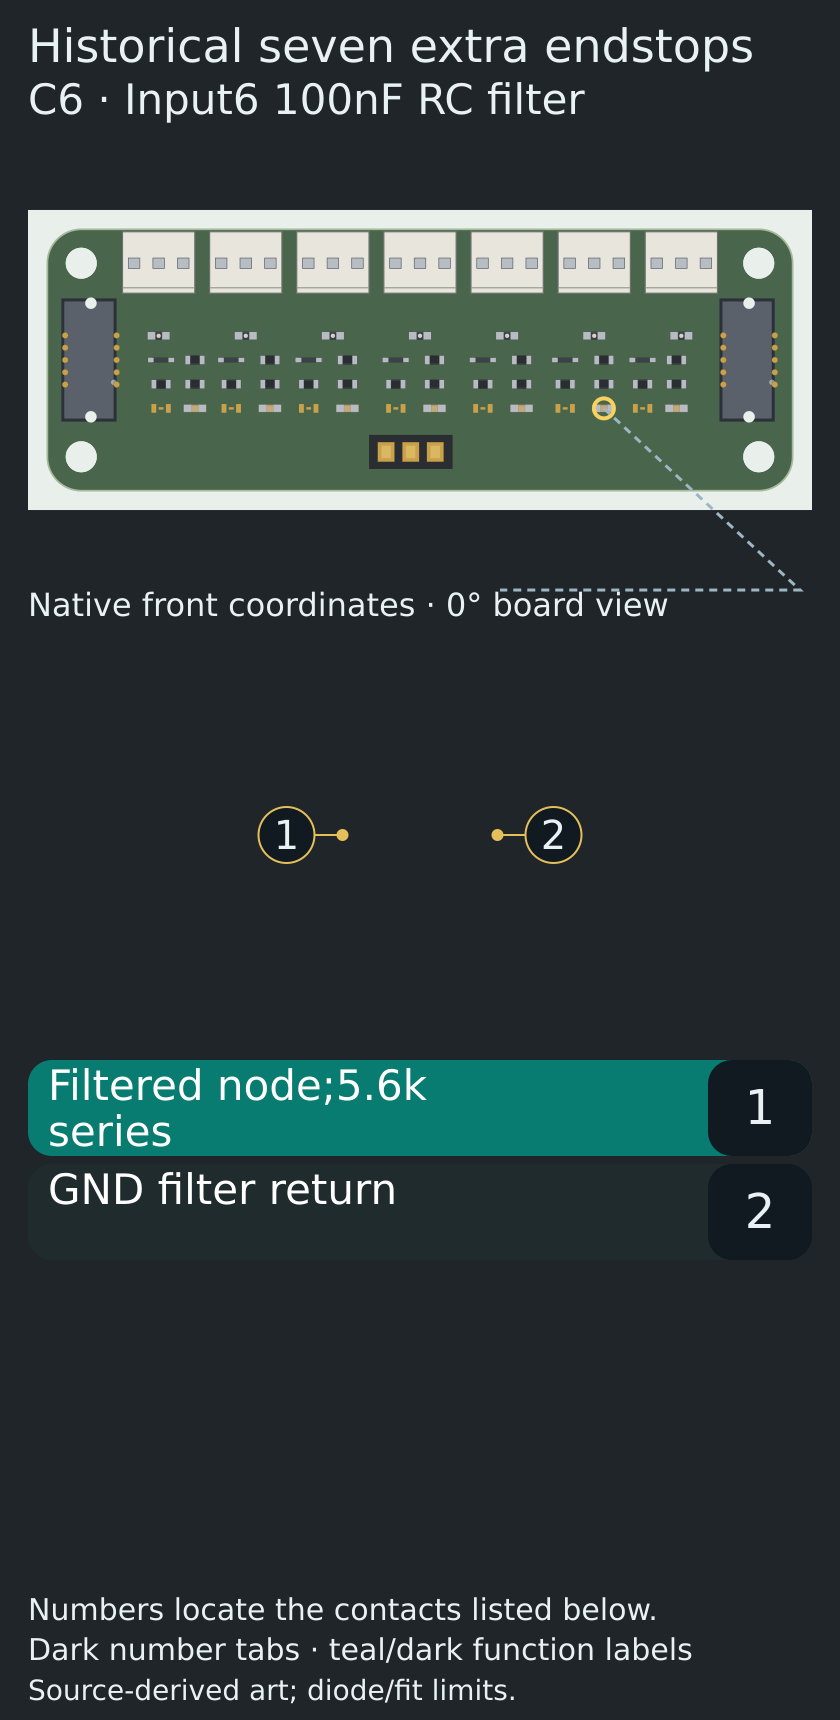 Historical seven extra endstops
C6 · Input6 100nF RC filter
Native front coordinates · 0° board view
1
2
Filtered node;5.6k
series
1
GND filter return
2
Numbers locate the contacts listed below.
Dark number tabs · teal/dark function labels
Source-derived art; diode/fit limits.